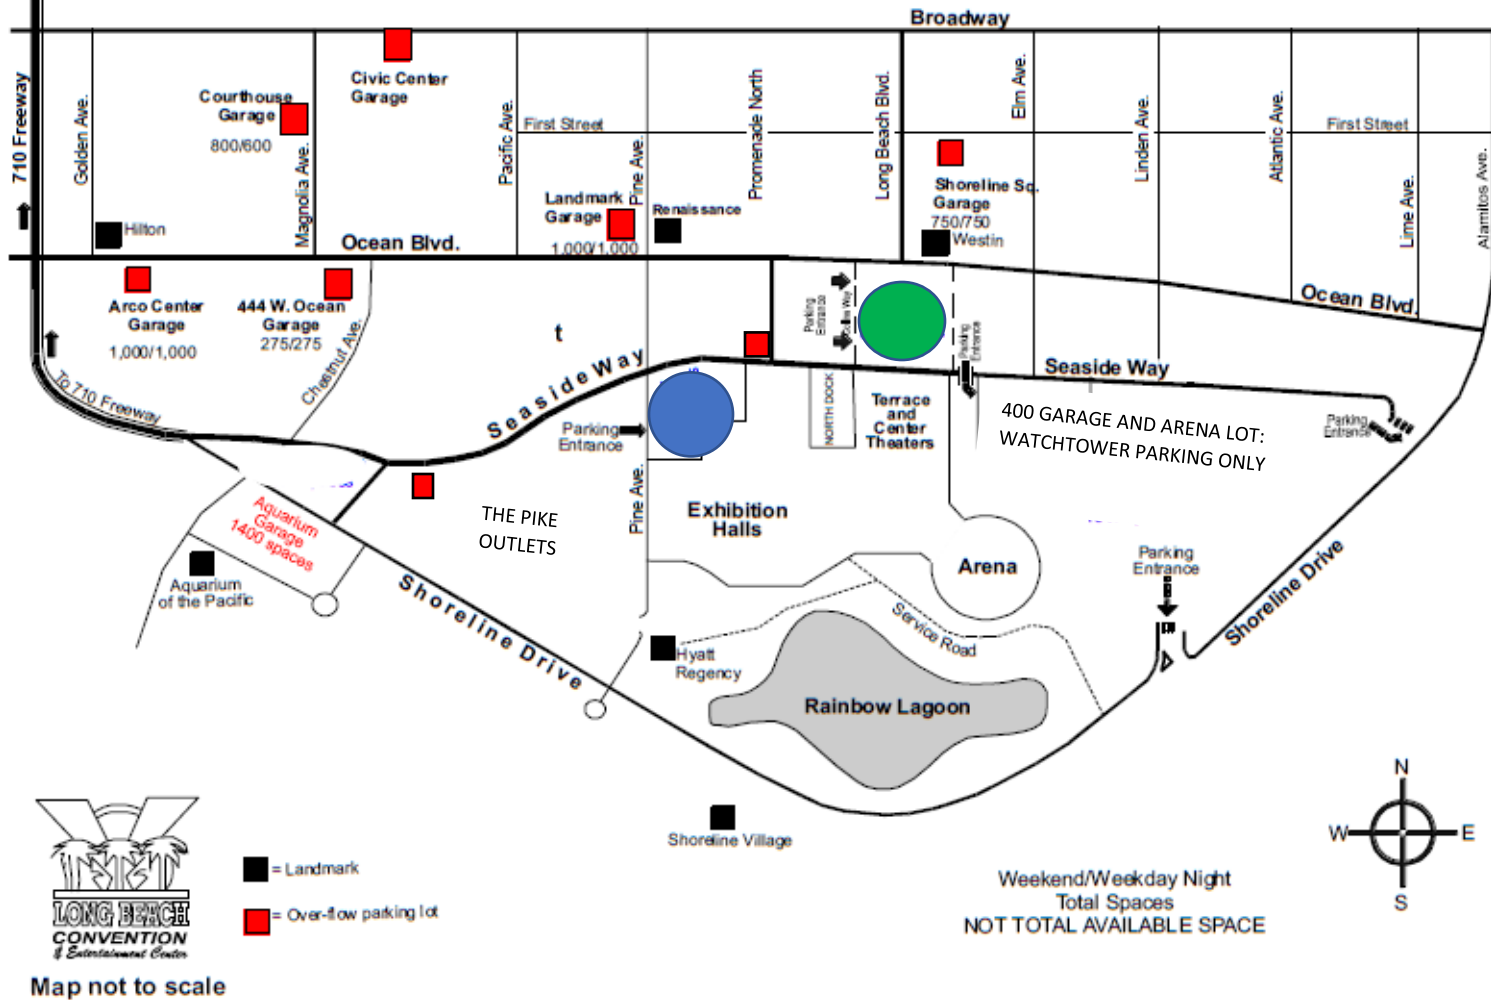 Broadway
710 Freeway
Golden Ave.
Courthouse
Garage
800/600
Magnolia Ave.
Civic Center
Garage
Pacific Ave.
First Street
Pine Ave.
Landmark
Garage
1,000/1,000
Renaissance
Promenade North
Long Beach Blvd.
Elm Ave.
Shoreline Sq.
Garage
750/750
Westin
Linden Ave.
Atlantic Ave.
First Street
Lime Ave.
Alamitos Ave.
Hilton
Ocean Blvd.
Ocean Blvd.
Arco Center
Garage
1,000/1,000
444 W. Ocean
Garage
275/275
Chestnut Ave.
To 710 Freeway
t
Seaside Way
Parking
Entrance
Parking
Entrance
Parking
Entrance
Seaside Way
s
NORTH DOCK
Terrace
and
Center
Theaters
400 GARAGE AND ARENA LOT:
WATCHTOWER PARKING ONLY
Parking
Entrance
Aquarium
Garage
1400 spaces
THE PIKE
OUTLETS
Pine Ave.
Exhibition
Halls
Arena
Parking
Entrance
Shoreline Drive
Aquarium
of the Pacific
Shoreline Drive
Service Road
Hyatt
Regency
Rainbow Lagoon
Shoreline Village
LONG BEACH
CONVENTION
& Entertainment Center
= Landmark
= Over-flow parking lot
Weekend/Weekday Night
Total Spaces
NOT TOTAL AVAILABLE SPACE
N
W
E
S
Map not to scale